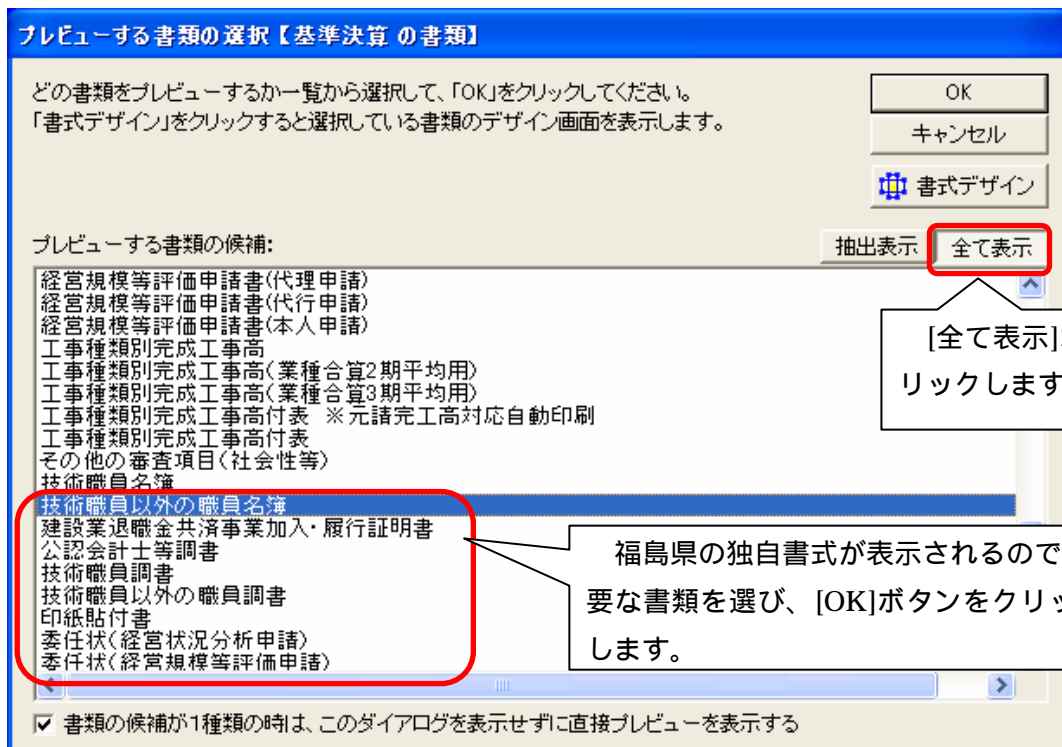 プレビューする書類の選択【基準決算 の書類】
どの書類をプレビューするか一覧から選択して、「OK」をクリックしてください。
「書式デザイン」をクリックすると選択している書類のデザイン画面を表示します。
OK
キャンセル
書式デザイン
プレビューする書類の候補:
抽出表示
全て表示
経営規模等評価申請書(代理申請)
経営規模等評価申請書(代行申請)
経営規模等評価申請書(本人申請)
工事種類別完成工事高
工事種類別完成工事高(業種合算2期平均用)
工事種類別完成工事高(業種合算3期平均用)
工事種類別完成工事高付表 ※元請完工高対応自動印刷
工事種類別完成工事高付表
その他の審査項目(社会性等)
技術職員名簿
技術職員以外の職員名簿
建設業退職金共済事業加入・履行証明書
公認会計士等調書
技術職員調書
技術職員以外の職員調書
印紙貼付書
委任状(経営状況分析申請)
委任状(経営規模等評価申請)
[全て表示]
リックします
福島県の独自書式が表示されるので
要な書類を選び、[OK]ボタンをクリッ
します。
書類の候補が1種類の時は、このダイアログを表示せずに直接プレビューを表示する